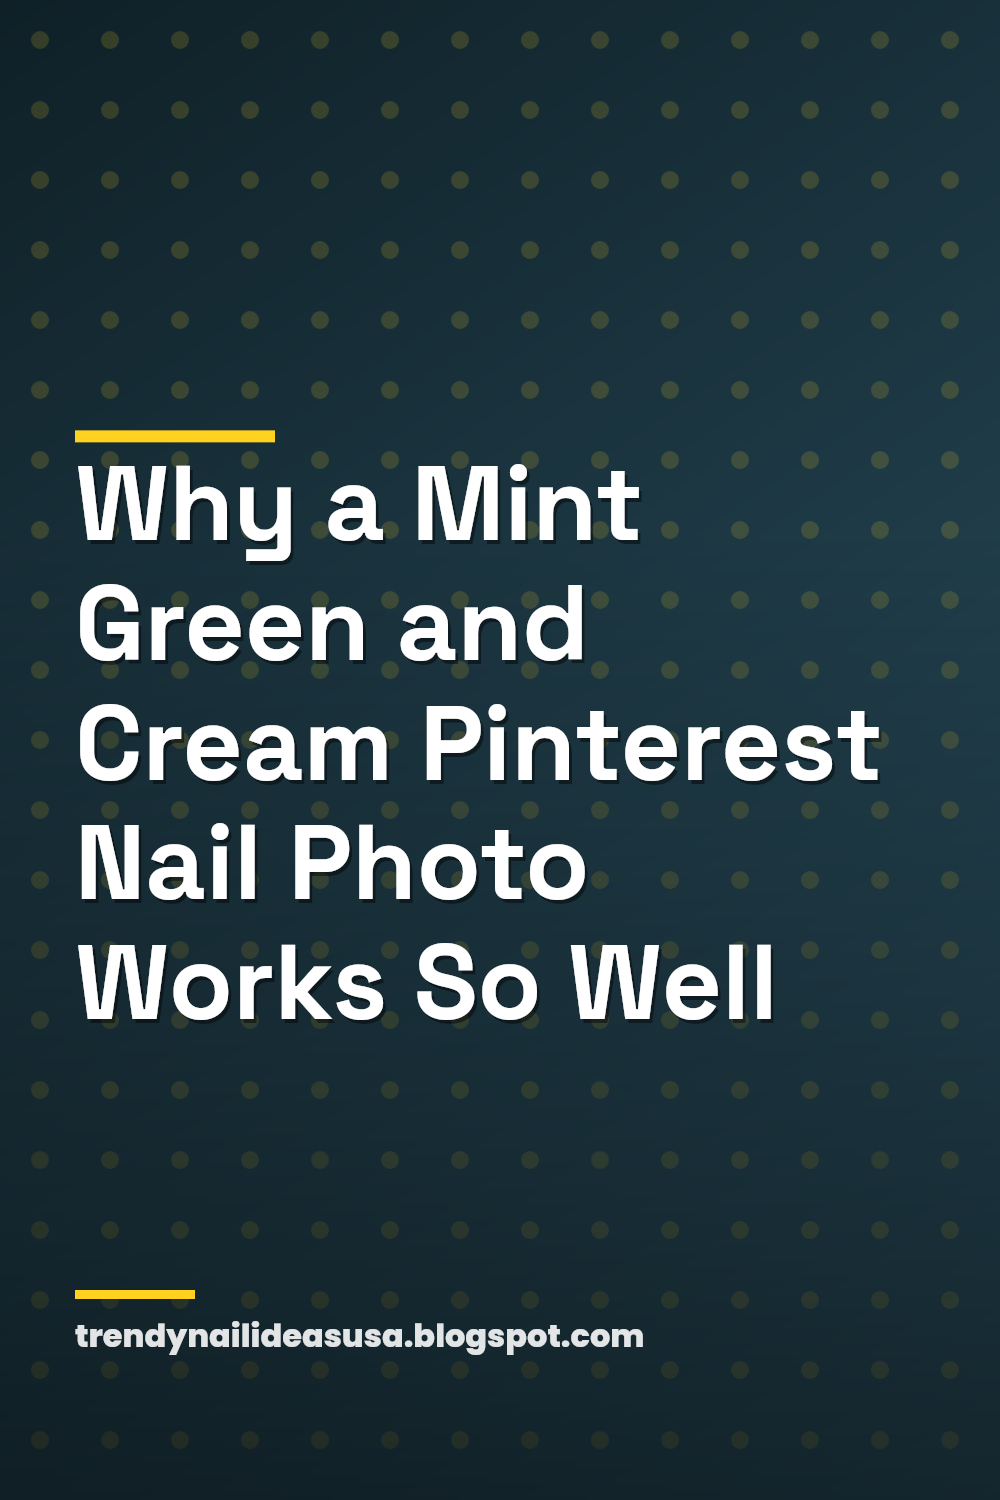 Why a Mint
Green and
Cream Pinterest
Nail Photo
Works So Well
trendynailideasusa.blogspot.com